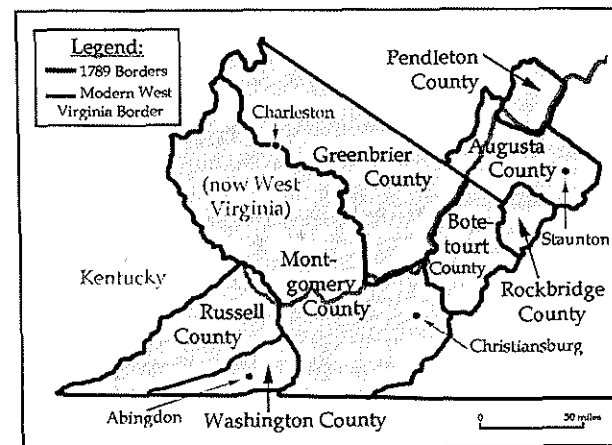 Legend:
1789 Borders
Modern West
Virginia Border
Pendleton
County
Charleston
Greenbrier
County
Augusta
County
(now West
Virginia)
Staunton
Bote-
tourt
County
Mont-
gomery
County
Kentucky
Rockbridge
County
Russell
County
Christiansburg
Abingdon
Washington County
0
50 miles